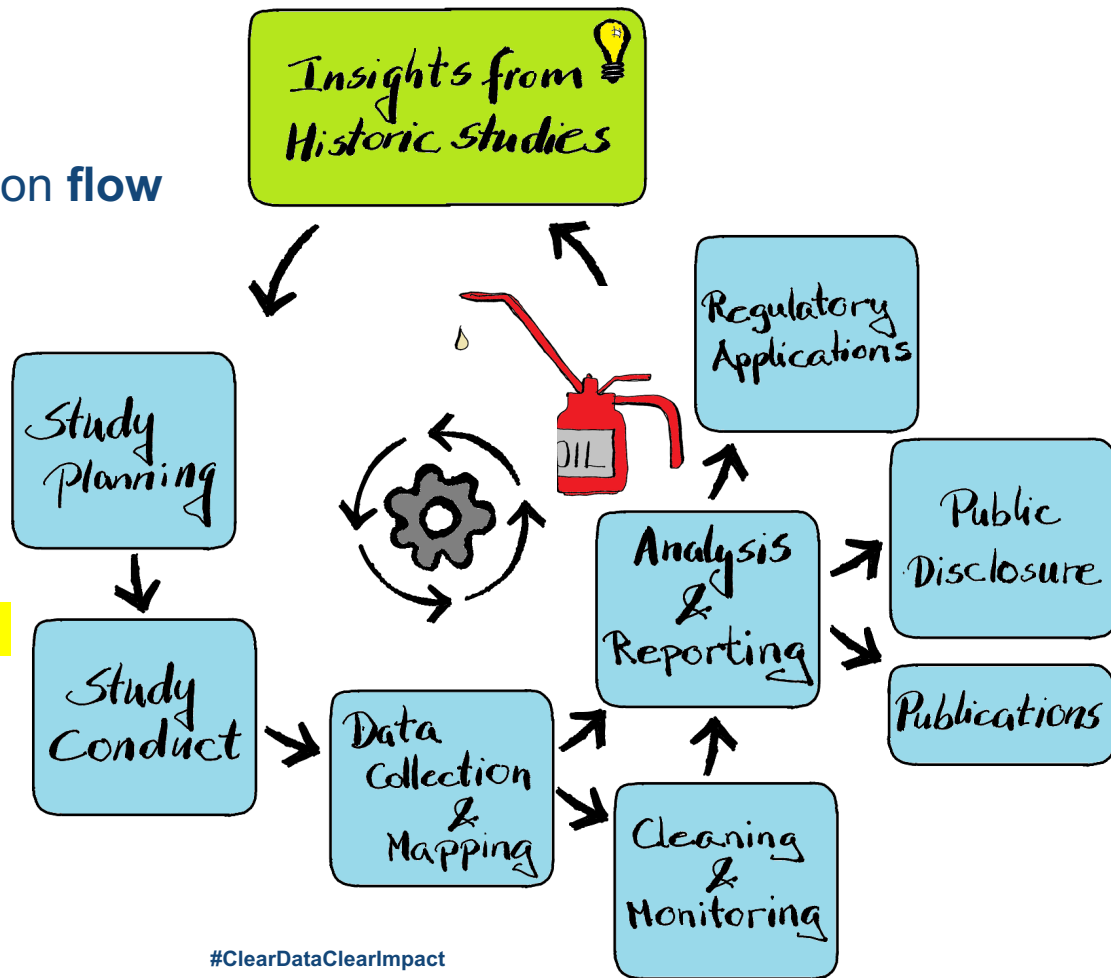 Insights from
Historic studies
on flow
Regulatory
Applications
Study
Planning
OIL
Public
Disclosure
Analysis
&
Reporting
Study
Conduct
Publications
Data
Collection
&
Mapping
Cleaning
&
Monitoring
#ClearDataClearImpact